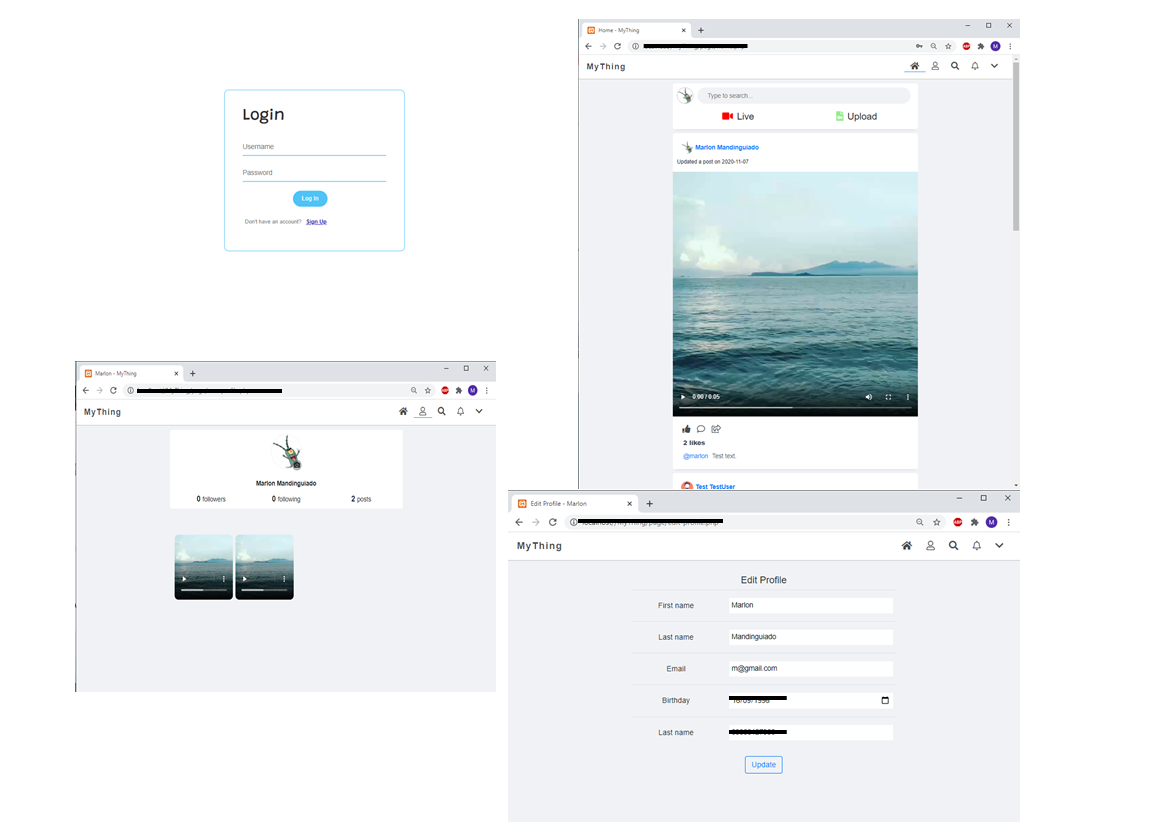 Login
Username
Password
Log in
Don't have an account? Sign Up
Home - MyThing
M
MyThing
Type to search...
Live
Upload
Marlon Mandinguiado
Updated a post on 2020-11-07
0:00 / 0:05
2 likes
@marlon Test text.
Test TestUser
Marlon - MyThing
ABP
M
MyThing
Marlon Mandinguiado
0 followers
0 following
2 posts
Edit Profile - Marlon
ABP
M
MyThing
Edit Profile
First name
Marlon
Last name
Mandinguiado
Email
m@gmail.com
Birthday
Last name
Update